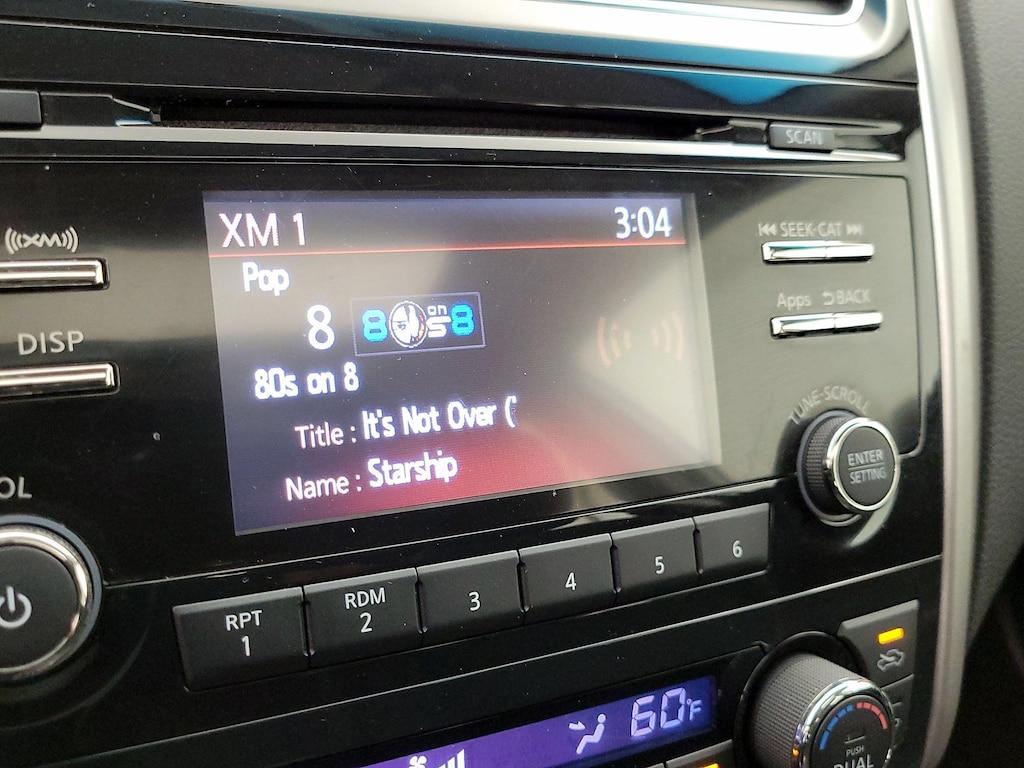 SCAN
((XM))
XM 1 3:04
SEEK-CAT
Pop
8 8 on 8
Apps BACK
DISP
80s on 8
Title : It's Not Over ('
Name : Starship
TUNE-SCROLL
ENTER
SETTING
OL
RPT
1
RDM
2
3
4
5
6
60°F
PUSH
DUAL